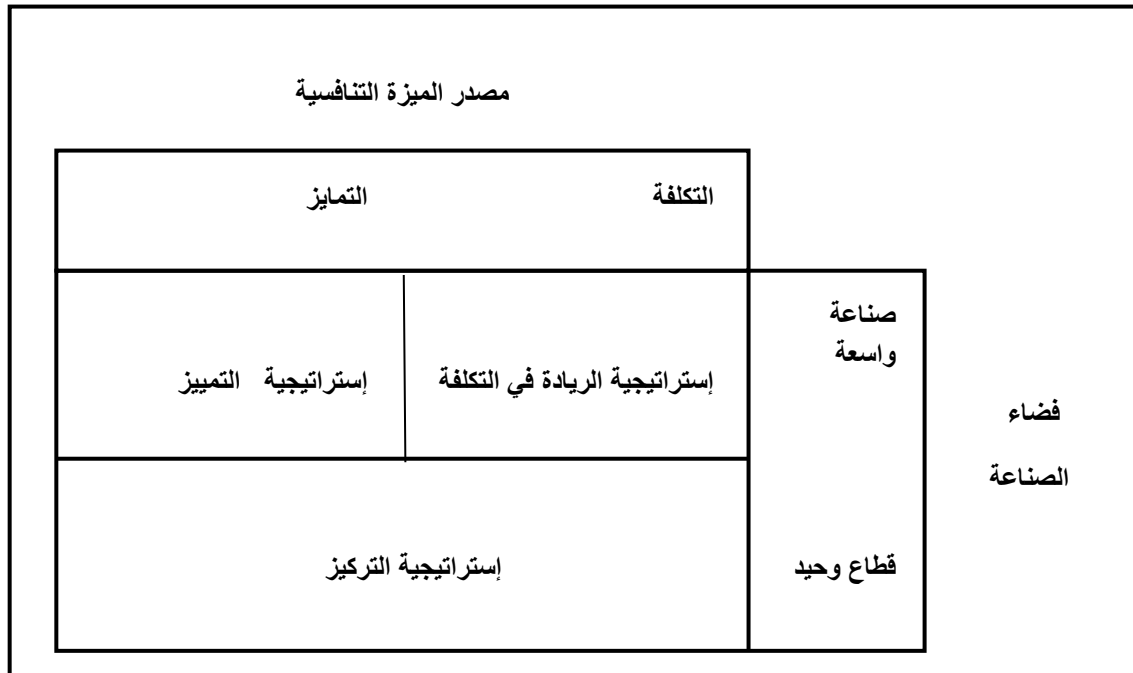 مصدر الميزة التنافسية
التكلفة
التمايز
صناعة
واسعة
إستراتيجية الريادة في التكلفة
إستراتيجية التمييز
فضاء
الصناعة
قطاع وحيد
إستراتيجية التركيز